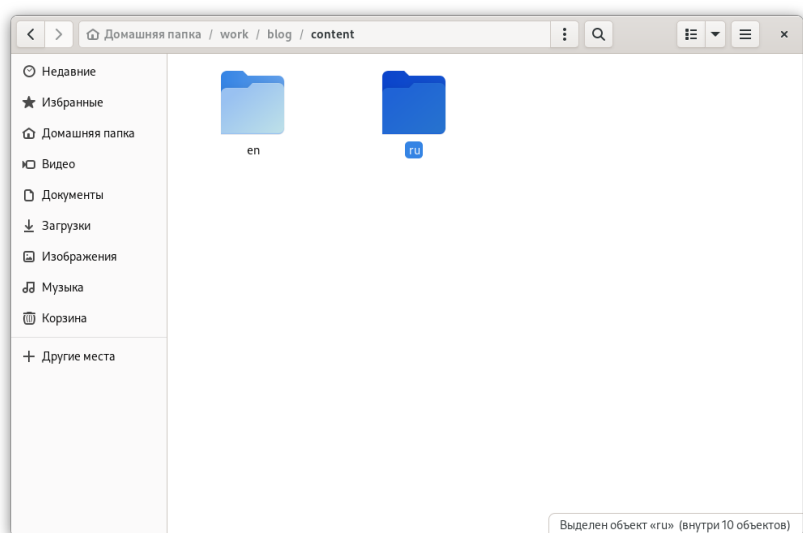 Домашняя папка / work / blog / content
Недавние
Избранные
Домашняя папка
Видео
Документы
Загрузки
Изображения
Музыка
Корзина
Другие места
en
ru
Выделен объект «ru» (внутри 10 объектов)